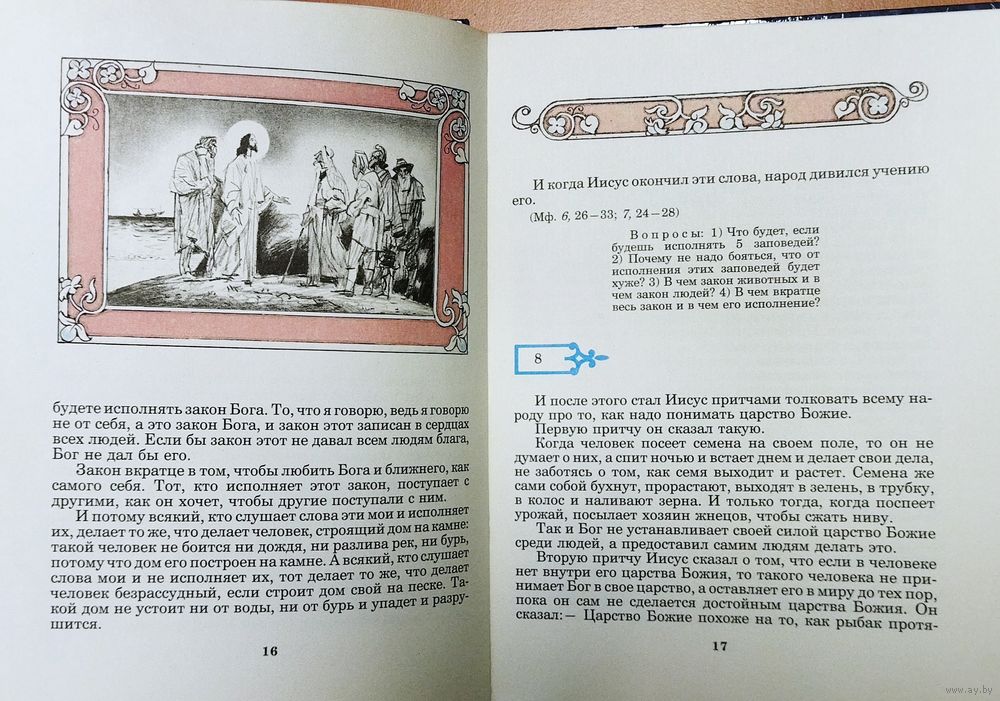 будете исполнять закон Бога. То, что я говорю, ведь я говорю
не от себя, а это закон Бога, и закон этот записан в сердцах
всех людей. Если бы закон этот не давал всем людям блага,
Бог не дал бы его.
Закон вкратце в том, чтобы любить Бога и ближнего, как
самого себя. Тот, кто исполняет этот закон, поступает с
другими, как он хочет, чтобы другие поступали с ним.
И потому всякий, кто слушает слова эти мои и исполняет
их, делает то же, что делает человек, строящий дом на камне:
такой человек не боится ни дождя, ни разлива рек, ни бурь,
потому что дом его построен на камне. А всякий, кто слушает
слова мои и не исполняет их, тот делает то же, что делает
человек безрассудный, если строит дом свой на песке. Та-
кой дом не устоит ни от воды, ни от бурь и упадет и разру-
шится.
16
И когда Иисус окончил эти слова, народ дивился учению
его.
(Мф. 6, 26—33; 7, 24—28)
Вопросы: 1) Что будет, если
будешь исполнять 5 заповедей?
2) Почему не надо бояться, что от
исполнения этих заповедей будет
хуже? 3) В чем закон животных и в
чем закон людей? 4) В чем вкратце
весь закон и в чем его исполнение?
8
И после этого стал Иисус притчами толковать всему на-
роду про то, как надо понимать царство Божие.
Первую притчу он сказал такую.
Когда человек посеет семена на своем поле, то он не
думает о них, а спит ночью и встает днем и делает свои дела,
не заботясь о том, как семя выходит и растет. Семена же
сами собой бухнут, прорастают, выходят в зелень, в трубку,
в колос и наливают зерна. И только тогда, когда поспеет
урожай, посылает хозяин жнецов, чтобы сжать ниву.
Так и Бог не устанавливает своей силой царство Божие
среди людей, а предоставил самим людям делать это.
Вторую притчу Иисус сказал о том, что если в человеке
нет внутри его царства Божия, то такого человека не при-
нимает Бог в свое царство, а оставляет его в миру до тех пор,
пока он сам не сделается достойным царства Божия. Он
сказал:— Царство Божие похоже на то, как рыбак протя-
17
www.ay.by